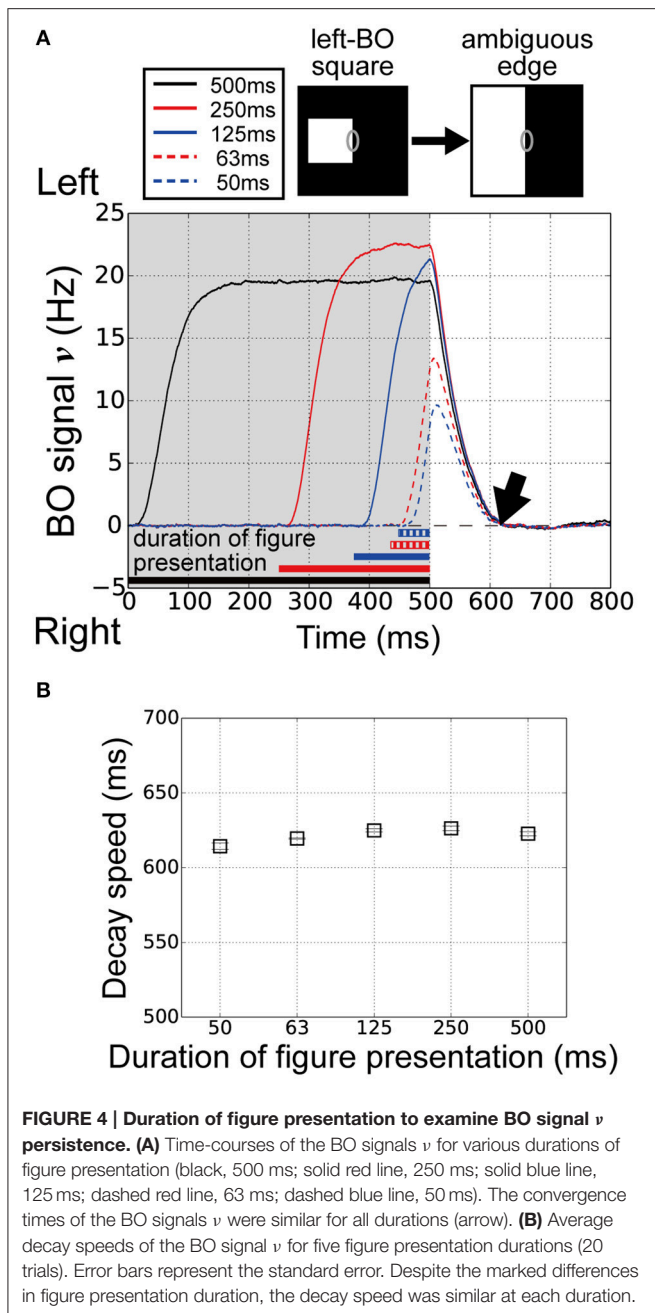 A
500ms
250ms
125ms
63ms
50ms
left-BO
square
ambiguous
edge
Left
25
20
15
10
5
0
−5
BO signal ν (Hz)
duration of figure
presentation
0 100 200 300 400 500 600 700 800
Right
Time (ms)
B
700
650
600
550
500
Decay speed (ms)
50 63 125 250 500
Duration of figure presentation (ms)
FIGURE 4 | Duration of figure presentation to examine BO signal ν
persistence. (A) Time-courses of the BO signals ν for various durations of
figure presentation (black, 500 ms; solid red line, 250 ms; solid blue line,
125 ms; dashed red line, 63 ms; dashed blue line, 50 ms). The convergence
times of the BO signals ν were similar for all durations (arrow). (B) Average
decay speeds of the BO signal ν for five figure presentation durations (20
trials). Error bars represent the standard error. Despite the marked differences
in figure presentation duration, the decay speed was similar at each duration.